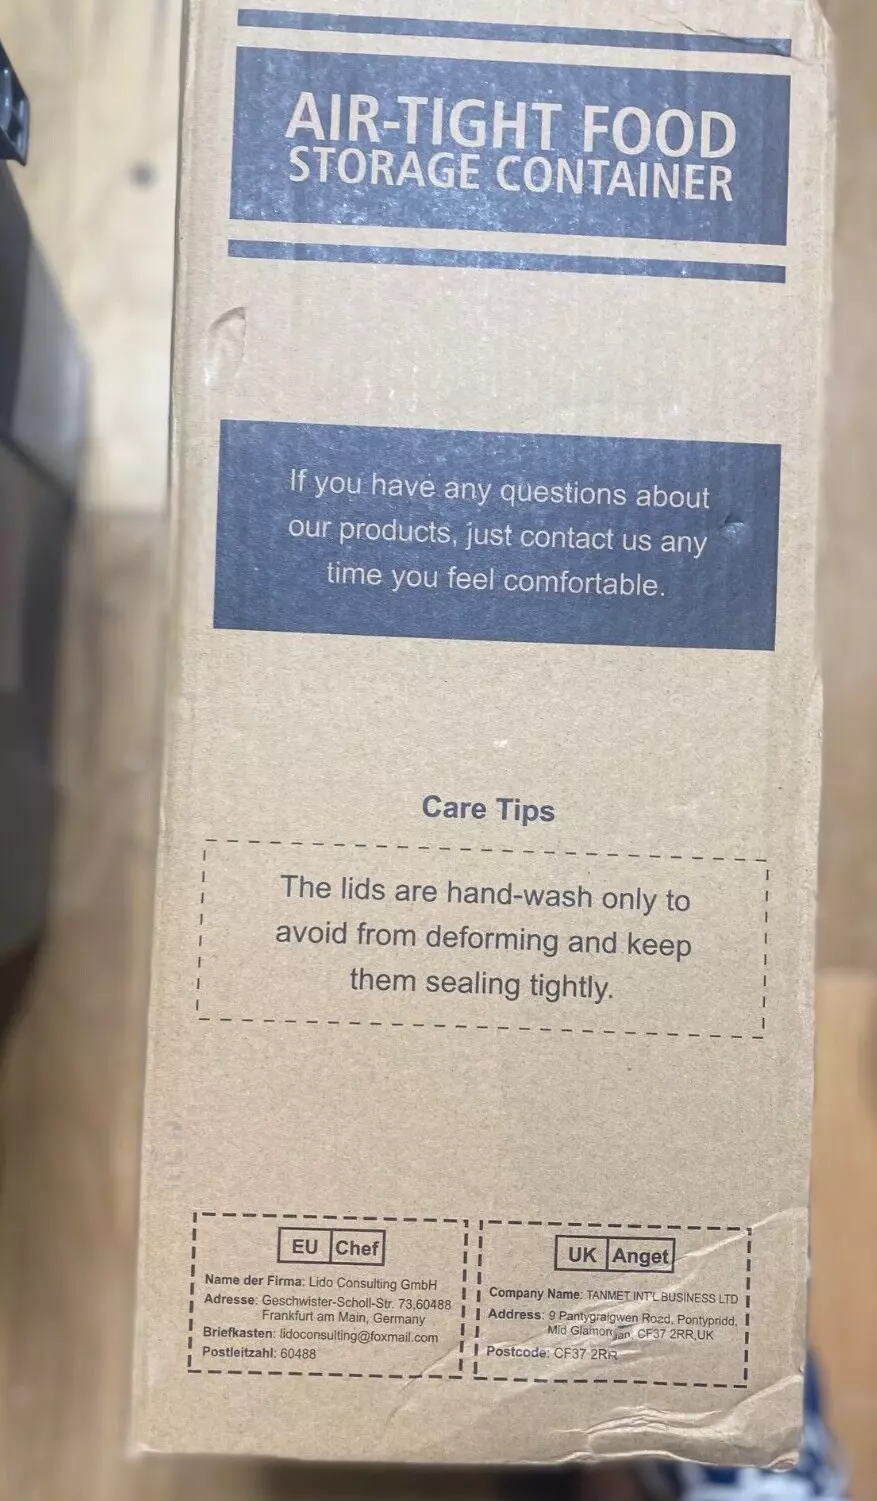 AIR-TIGHT FOOD
STORAGE CONTAINER
If you have any questions about
our products, just contact us any
time you feel comfortable.
Care Tips
The lids are hand-wash only to
avoid from deforming and keep
them sealing tightly.
EU Chef
Name der Firma: Lido Consulting GmbH
Adresse: Geschwister-Scholl-Str. 73,60488
Frankfurt am Main, Germany
Briefkasten: lidoconsulting@foxmail.com
Postleitzahl: 60488
UK Anget
Company Name: TANMET INT'L BUSINESS LTD
Address: 9 Pantygraigwen Road, Pontypridd,
Mid Glamorgan, CF37 2RR,UK
Postcode: CF37 2RR